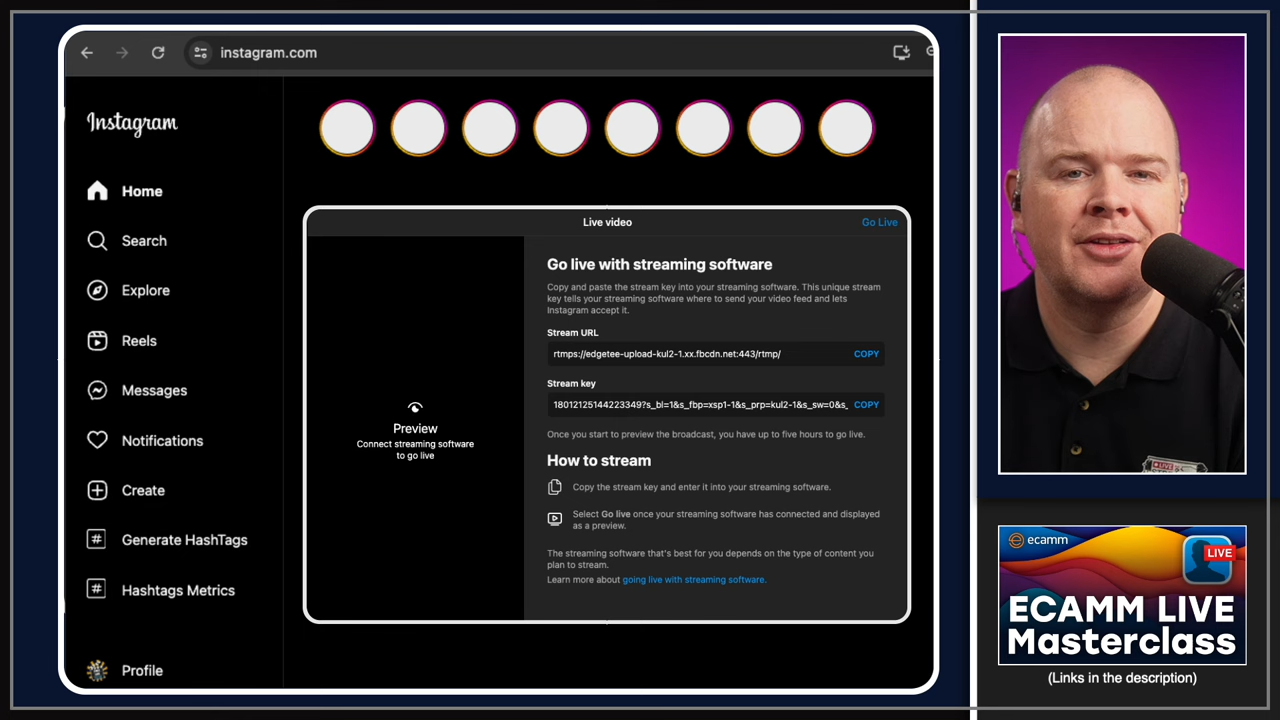 instagram.com
Instagram
Home
Search
Explore
Reels
Messages
Notifications
Create
Generate HashTags
Hashtags Metrics
Profile
Live video
Go Live
Go live with streaming software
Copy and paste the stream key into your streaming software. This unique stream
key tells your streaming software where to send your video feed and lets
Instagram accept it.
Stream URL
rtmps://edgetee-upload-kul2-1.xx.fbcdn.net:443/rtmp/
COPY
Stream key
18012125144223349?s_bl=1&s_fbp=xsp1-1&s_prp=kul2-1&s_sw=0&s_
COPY
Once you start to preview the broadcast, you have up to five hours to go live.
Preview
Connect streaming software
to go live
How to stream
Copy the stream key and enter it into your streaming software.
Select Go live once your streaming software has connected and displayed
as a preview.
The streaming software that's best for you depends on the type of content you
plan to stream.
Learn more about going live with streaming software.
LIVE
ecamm
LIVE
ECAMM LIVE
Masterclass
(Links in the description)